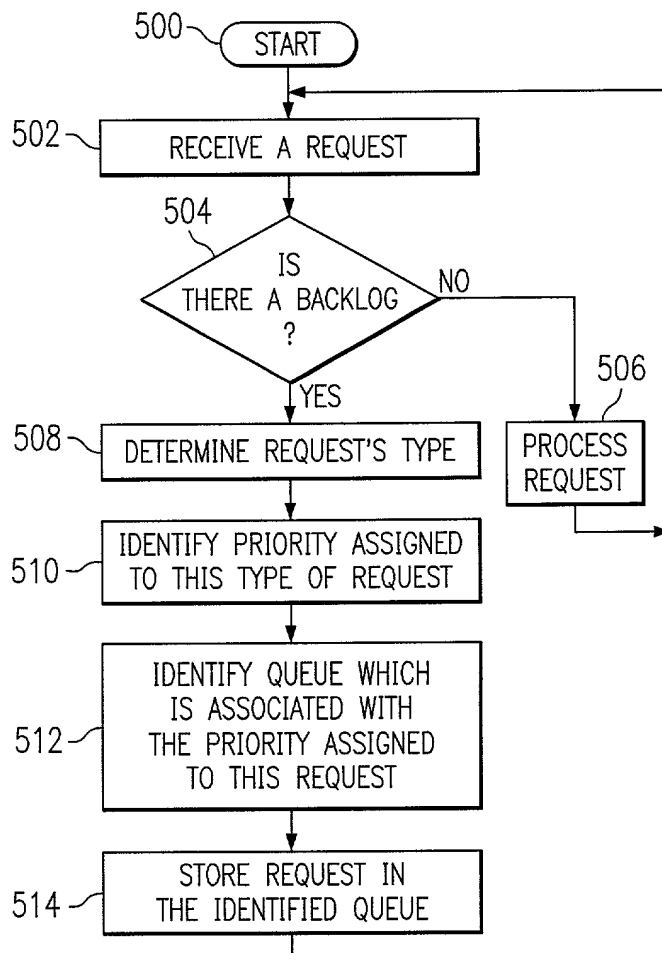 500
START
502
RECEIVE A REQUEST
504
IS
THERE A BACKLOG
?
NO
YES
506
PROCESS
REQUEST
508
DETERMINE REQUEST'S TYPE
510
IDENTIFY PRIORITY ASSIGNED
TO THIS TYPE OF REQUEST
512
IDENTIFY QUEUE WHICH
IS ASSOCIATED WITH
THE PRIORITY ASSIGNED
TO THIS REQUEST
514
STORE REQUEST IN
THE IDENTIFIED QUEUE